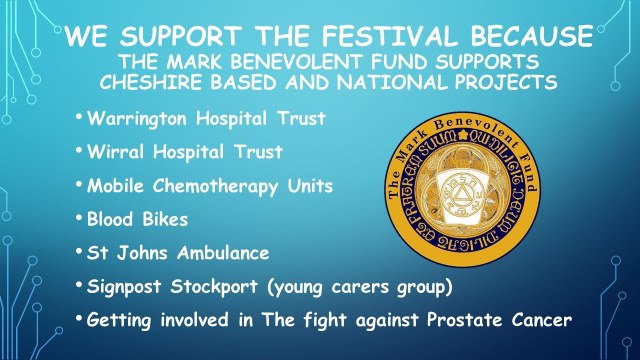 WE SUPPORT THE FESTIVAL BECAUSE
THE MARK BENEVOLENT FUND SUPPORTS
CHESHIRE BASED AND NATIONAL PROJECTS
• Warrington Hospital Trust
• Wirral Hospital Trust
• Mobile Chemotherapy Units
• Blood Bikes
• St Johns Ambulance
• Signpost Stockport (young carers group)
• Getting involved in The fight against Prostate Cancer
The Mark Benevolent Fund